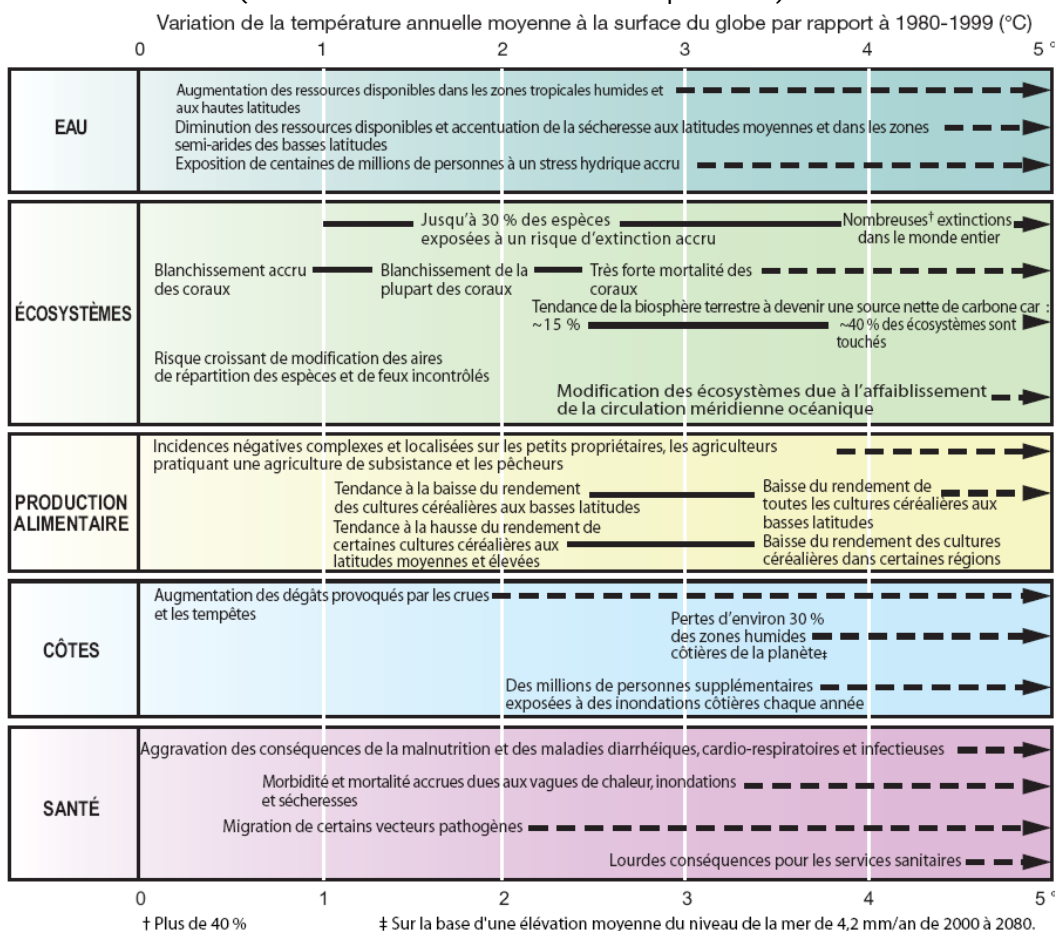 Variation de la température annuelle moyenne à la surface du globe par rapport à 1980-1999 (°C)
0 1 2 3 4 5 °
EAU
Augmentation des ressources disponibles dans les zones tropicales humides et
aux hautes latitudes
Diminution des ressources disponibles et accentuation de la sécheresse aux latitudes moyennes et dans les zones
semi-arides des basses latitudes
Exposition de centaines de millions de personnes à un stress hydrique accru
ÉCOSYSTÈMES
Jusqu'à 30 % des espèces
exposées à un risque d'extinction accru
Nombreuses† extinctions
dans le monde entier
Blanchissement accru
des coraux
Blanchissement de la
plupart des coraux
Très forte mortalité des
coraux
Tendance de la biosphère terrestre à devenir une source nette de carbone car :
~15 %
~40 % des écosystèmes sont
touchés
Risque croissant de modification des aires
de répartition des espèces et de feux incontrôlés
Modification des écosystèmes due à l'affaiblissement
de la circulation méridienne océanique
PRODUCTION
ALIMENTAIRE
Incidences négatives complexes et localisées sur les petits propriétaires, les agriculteurs
pratiquant une agriculture de subsistance et les pêcheurs
Tendance à la baisse du rendement
des cultures céréalières aux basses latitudes
Baisse du rendement de
toutes les cultures céréalières aux
basses latitudes
Tendance à la hausse du rendement de
certaines cultures céréalières aux
latitudes moyennes et élevées
Baisse du rendement des cultures
céréalières dans certaines régions
CÔTES
Augmentation des dégâts provoqués par les crues
et les tempêtes
Pertes d'environ 30 %
des zones humides
côtières de la planète‡
Des millions de personnes supplémentaires
exposées à des inondations côtières chaque année
SANTÉ
Aggravation des conséquences de la malnutrition et des maladies diarrhéiques, cardio-respiratoires et infectieuses
Morbidité et mortalité accrues dues aux vagues de chaleur, inondations
et sécheresses
Migration de certains vecteurs pathogènes
Lourdes conséquences pour les services sanitaires
0 1 2 3 4 5 °
† Plus de 40 %
‡ Sur la base d'une élévation moyenne du niveau de la mer de 4,2 mm/an de 2000 à 2080.